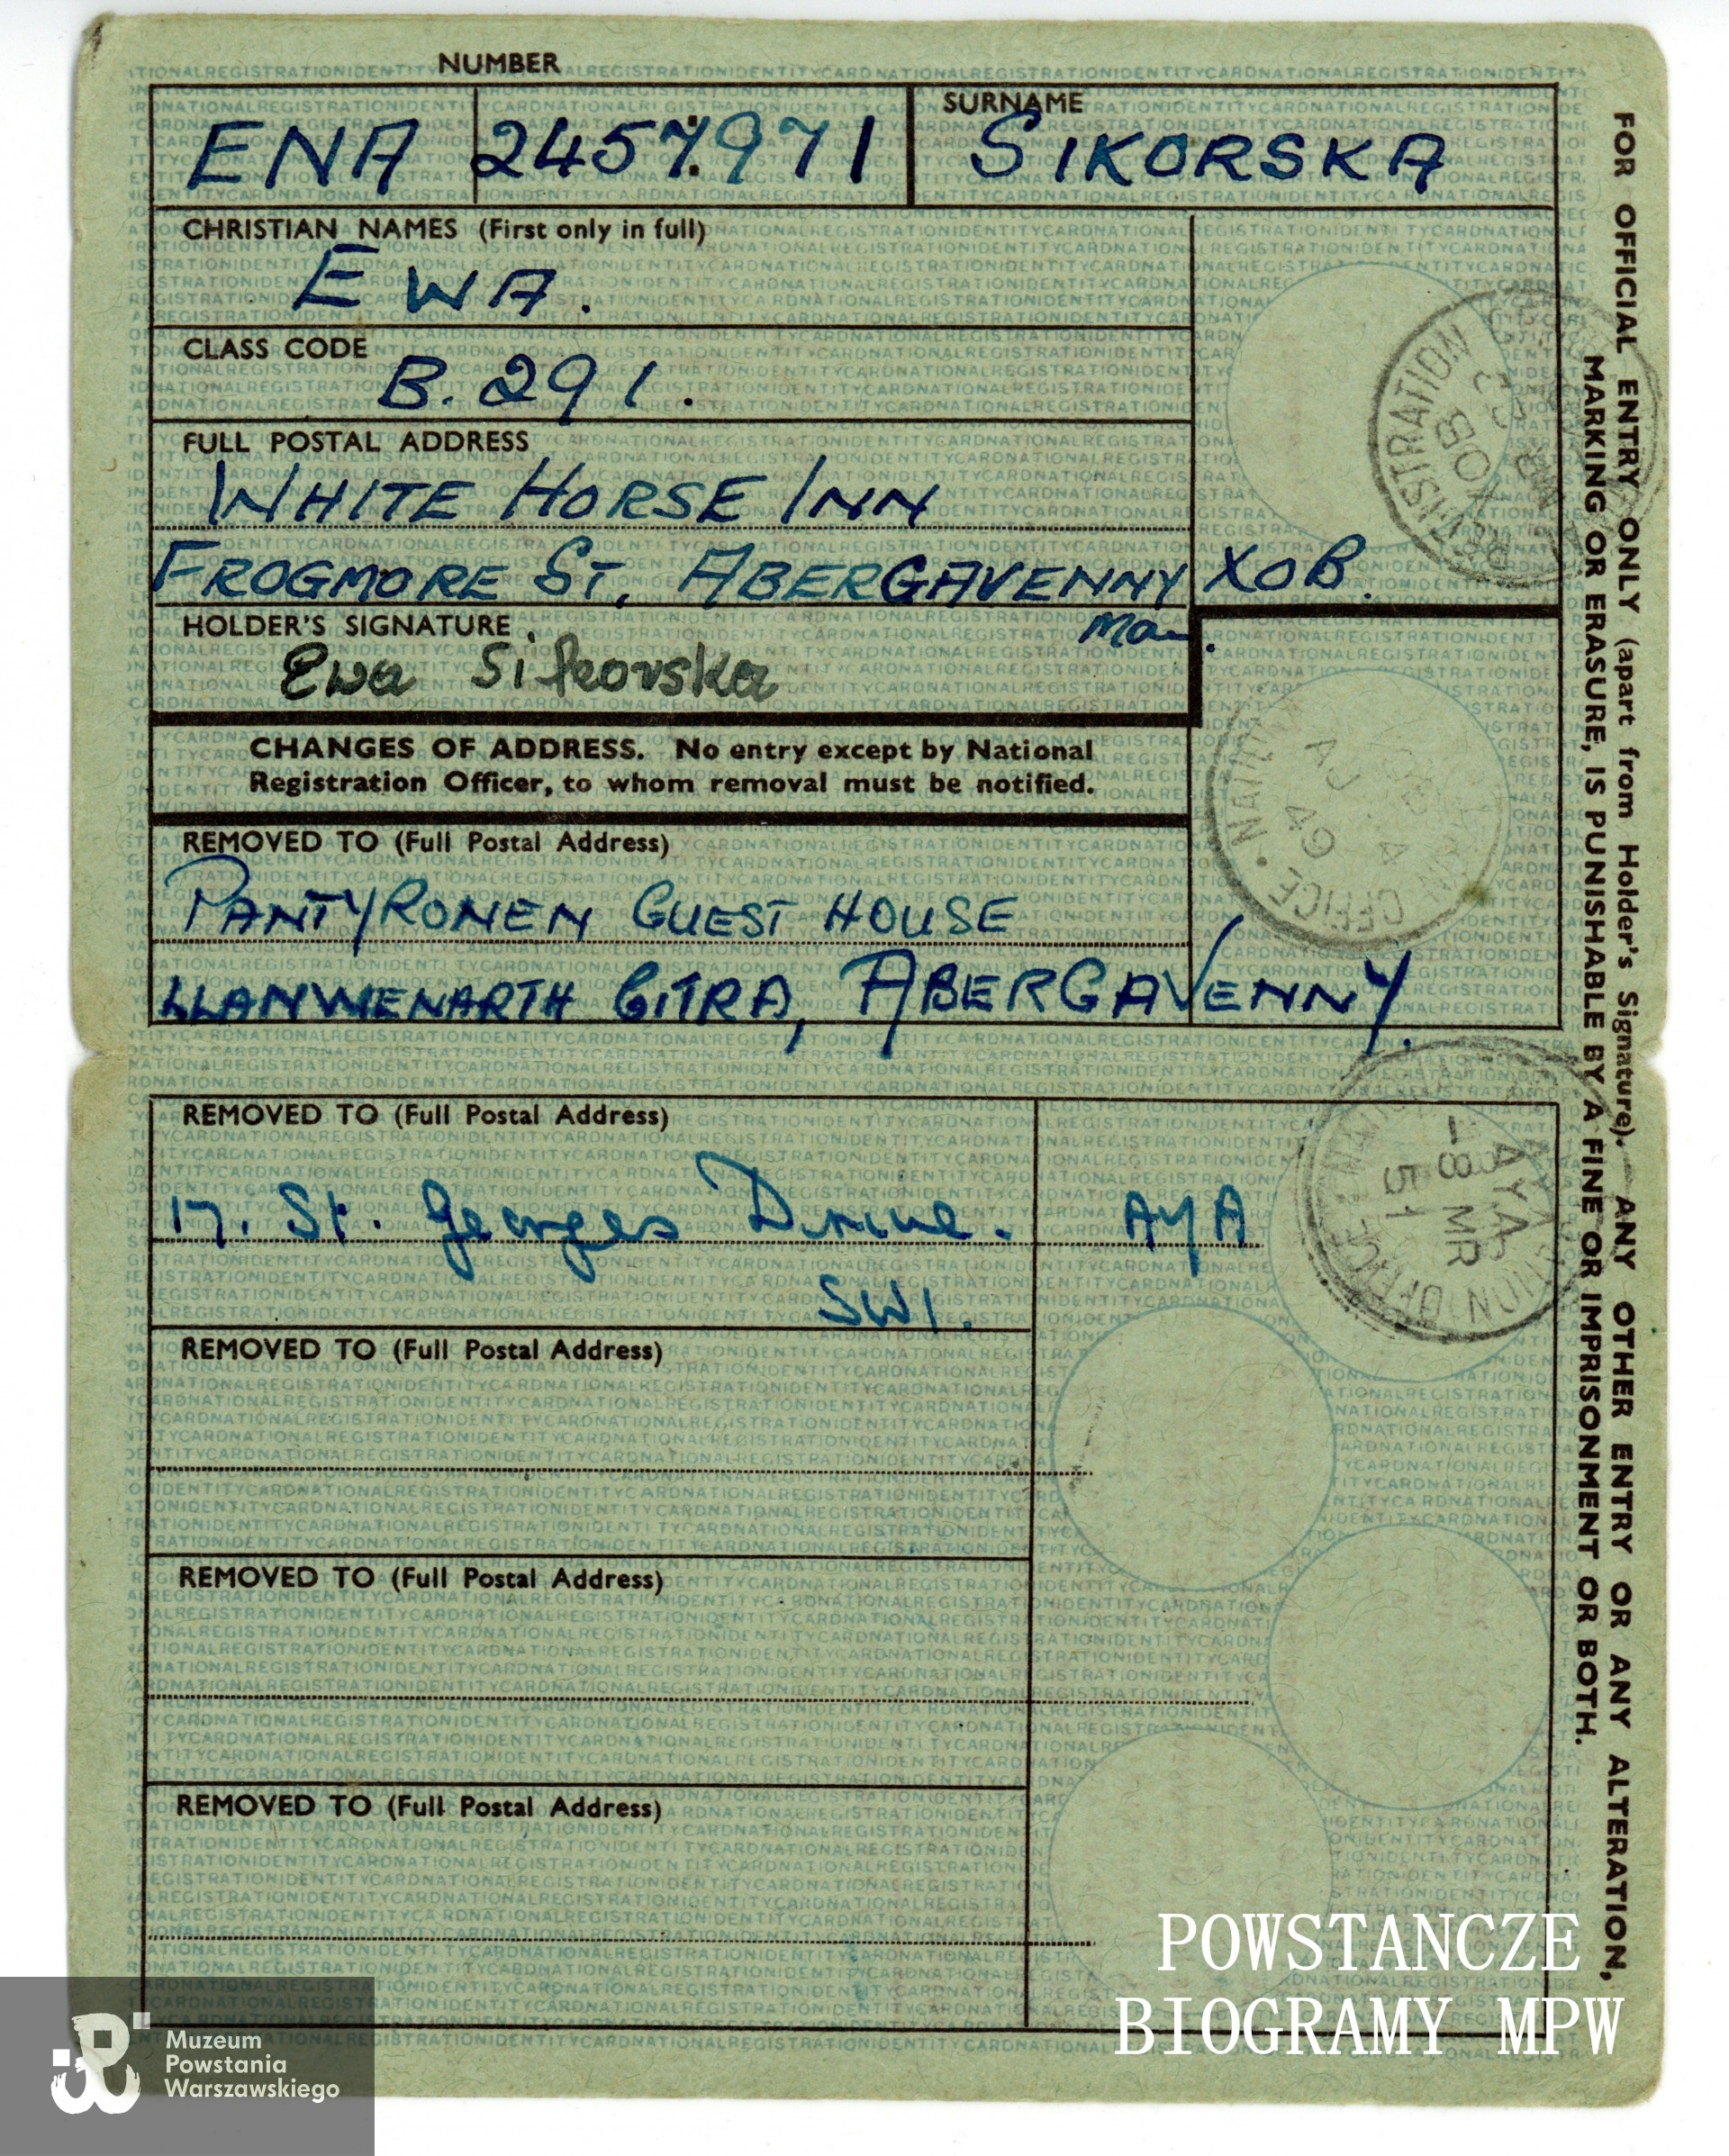 NUMBER
ENA 2457.971
SURNAME
SIKORSKA
CHRISTIAN NAMES (First only in full)
EWA.
CLASS CODE
B.291.
FULL POSTAL ADDRESS
WHITE HORSE INN
FROGMORE ST, ABERGAVENNY
XOB.
Mon
HOLDER'S SIGNATURE
Ewa Sikorska
CHANGES OF ADDRESS. No entry except by National
Registration Officer, to whom removal must be notified.
REMOVED TO (Full Postal Address)
PANTYRONEN GUEST HOUSE
LLANWENARTH CITRA, ABERGAVENNY.
REMOVED TO (Full Postal Address)
17. St. Georges Drive. AYA
SW1.
REMOVED TO (Full Postal Address)
REMOVED TO (Full Postal Address)
REMOVED TO (Full Postal Address)
FOR OFFICIAL ENTRY ONLY (apart from Holder's Signature). ANY OTHER ENTRY OR ANY ALTERATION,
MARKING OR ERASURE, IS PUNISHABLE BY A FINE OR IMPRISONMENT OR BOTH.
XOB
OFFICE
49
AYA
-8 MR
51
POWSTANCZE
BIOGRAMY MPW
Muzeum
Powstania
Warszawskiego